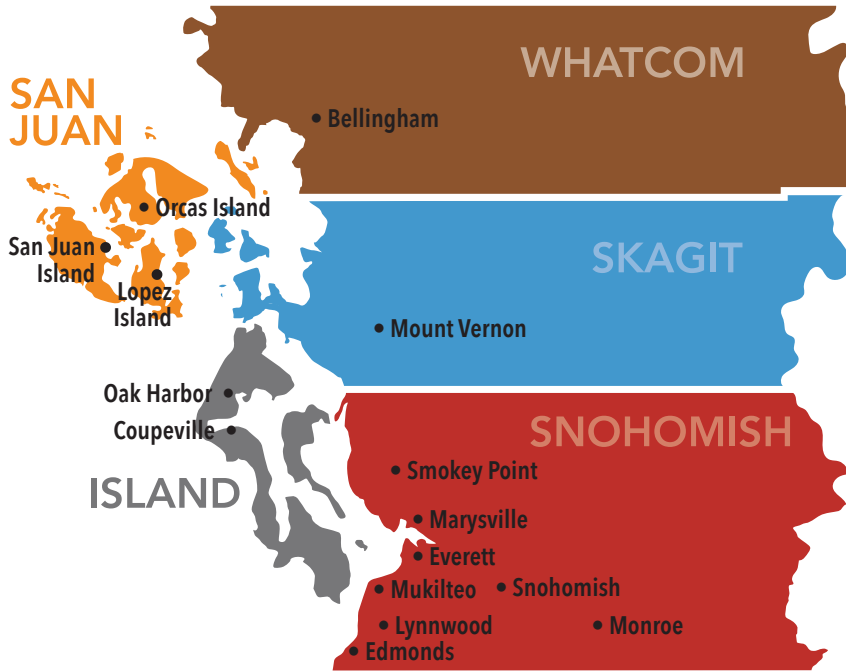 WHATCOM
SAN
JUAN
Bellingham
Orcas Island
San Juan
Island
SKAGIT
Lopez
Island
Mount Vernon
Oak Harbor
Coupeville
SNOHOMISH
Smokey Point
ISLAND
Marysville
Everett
Mukilteo
Snohomish
Lynnwood
Monroe
Edmonds